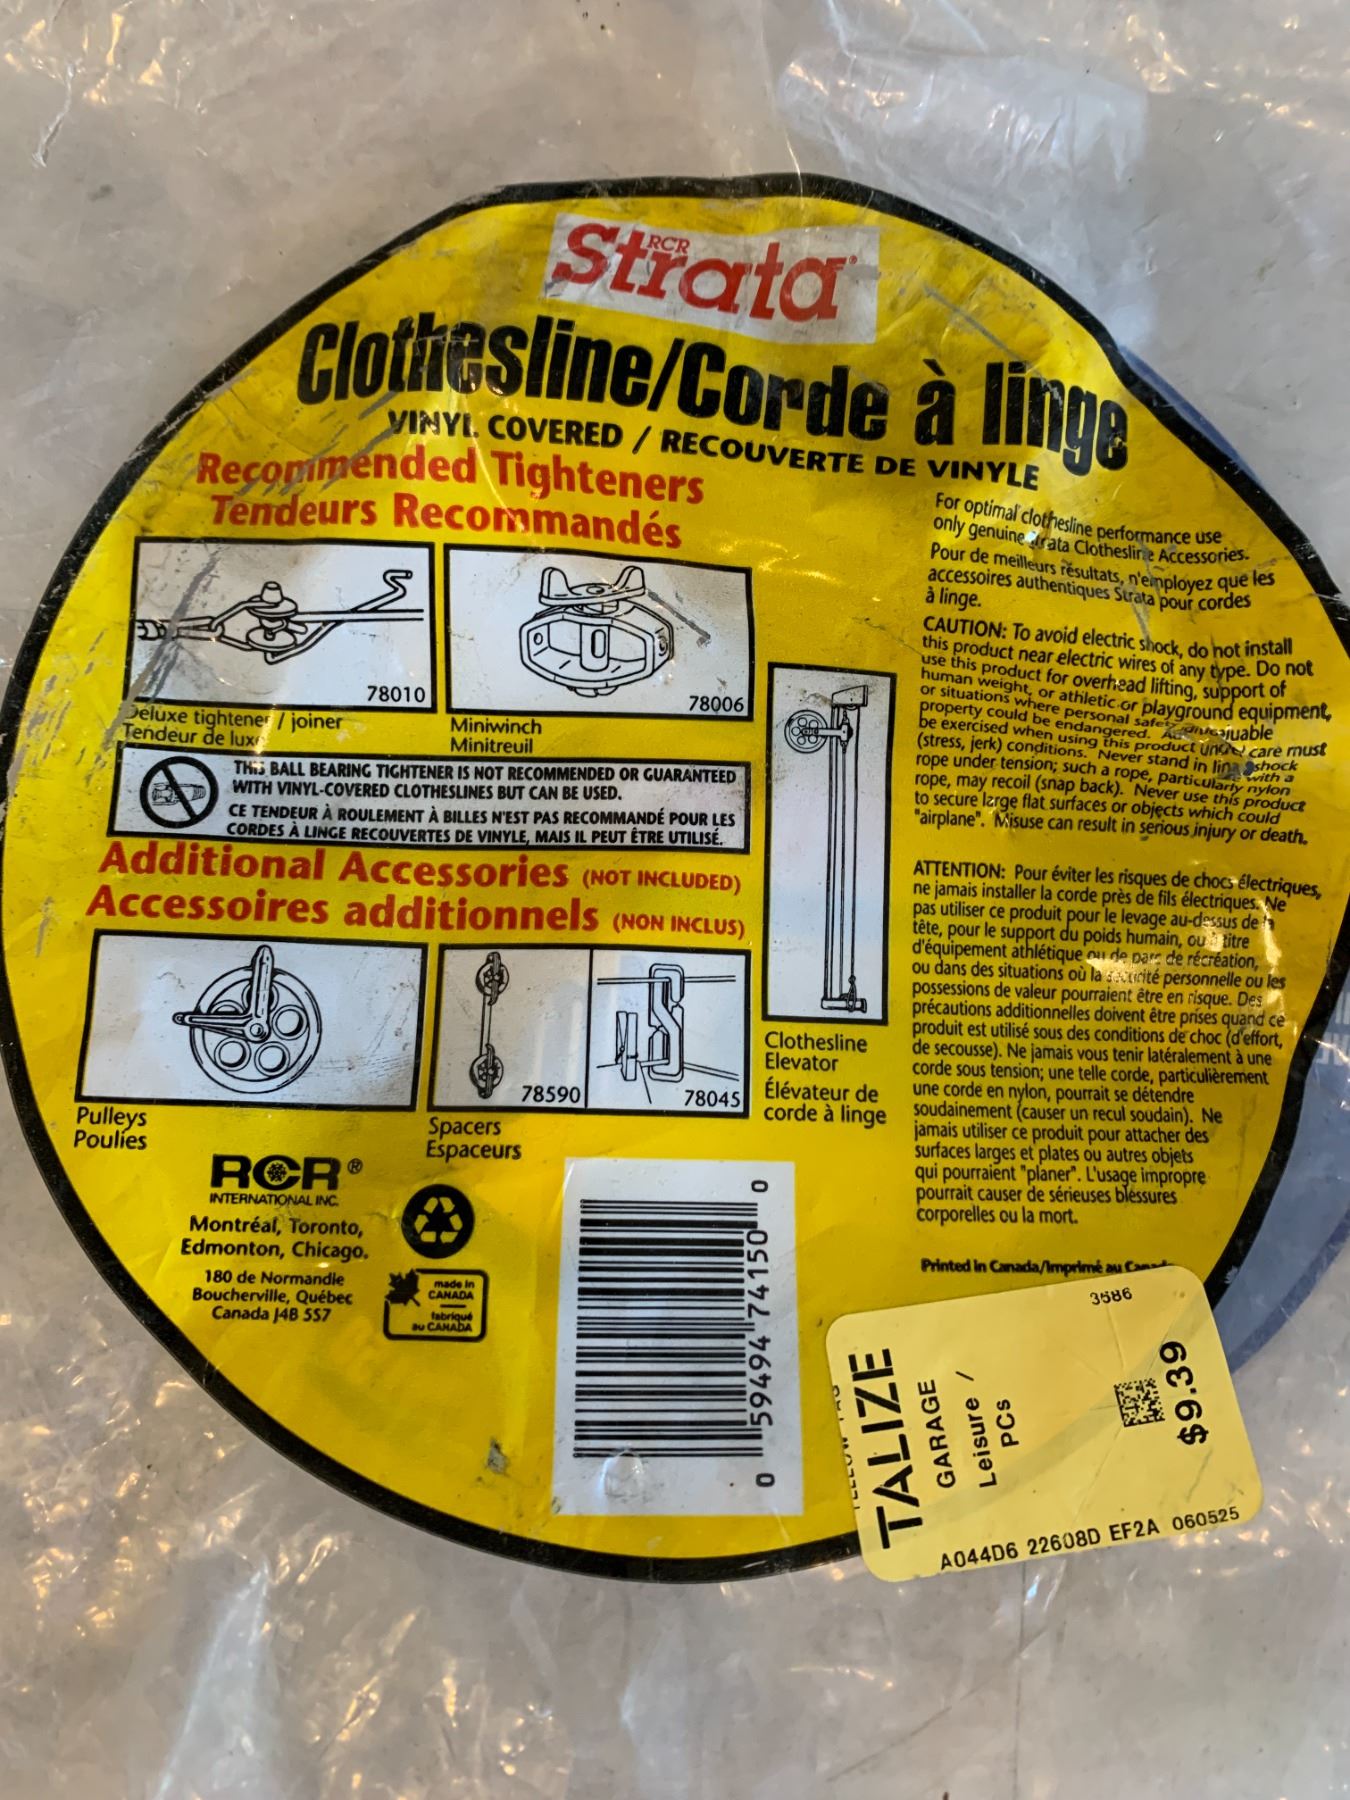 RCR
Strata®
Clothesline/Corde à linge
VINYL COVERED / RECOUVERTE DE VINYLE
Recommended Tighteners
Tendeurs Recommandés
78010
Deluxe tightener / joiner
Tendeur de luxe
78006
Miniwinch
Minitreuil
THIS BALL BEARING TIGHTENER IS NOT RECOMMENDED OR GUARANTEED
WITH VINYL-COVERED CLOTHESLINES BUT CAN BE USED.
CE TENDEUR À ROULEMENT À BILLES N'EST PAS RECOMMANDÉ POUR LES
CORDES À LINGE RECOUVERTES DE VINYLE, MAIS IL PEUT ÊTRE UTILISÉ.
Additional Accessories (NOT INCLUDED)
Accessoires additionnels (NON INCLUS)
Pulleys
Poulies
78590
78045
Spacers
Espaceurs
Clothesline
Elevator
Élévateur de
corde à linge
For optimal clothesline performance use
only genuine Strata Clothesline Accessories.
Pour de meilleurs résultats, n'employez que les
accessoires authentiques Strata pour cordes
à linge.
CAUTION: To avoid electric shock, do not install
this product near electric wires of any type. Do not
use this product for overhead lifting, support of
human weight, or athletic or playground equipment,
or situations where personal safety or valuable
property could be endangered. care must
be exercised when using this product under shock
(stress, jerk) conditions. Never stand in line with a
rope under tension; such a rope, particularly nylon
rope, may recoil (snap back). Never use this product
to secure large flat surfaces or objects which could
"airplane". Misuse can result in serious injury or death.
ATTENTION: Pour éviter les risques de chocs électriques,
ne jamais installer la corde près de fils électriques. Ne
pas utiliser ce produit pour le levage au-dessus de la
tête, pour le support du poids humain, ou à titre
d'équipement athlétique ou de parc de récréation,
ou dans des situations où la sécurité personnelle ou les
possessions de valeur pourraient être en risque. Des
précautions additionnelles doivent être prises quand ce
produit est utilisé sous des conditions de choc (d'effort,
de secousse). Ne jamais vous tenir latéralement à une
corde sous tension; une telle corde, particulièrement
une corde en nylon, pourrait se détendre
soudainement (causer un recul soudain). Ne
jamais utiliser ce produit pour attacher des
surfaces larges et plates ou autres objets
qui pourraient "planer". L'usage impropre
pourrait causer de sérieuses bléssures
corporelles ou la mort.
Printed in Canada/Imprimé au Canada
RCR®
INTERNATIONAL INC.
Montréal, Toronto,
Edmonton, Chicago.
180 de Normandie
Boucherville, Québec
Canada J4B 5S7
made in
CANADA
fabriqué
au CANADA
0 59494 74150 0
3586
TALIZE
GARAGE
Leisure /
PCs
$9.39
A044D6 22608D EF2A 060525